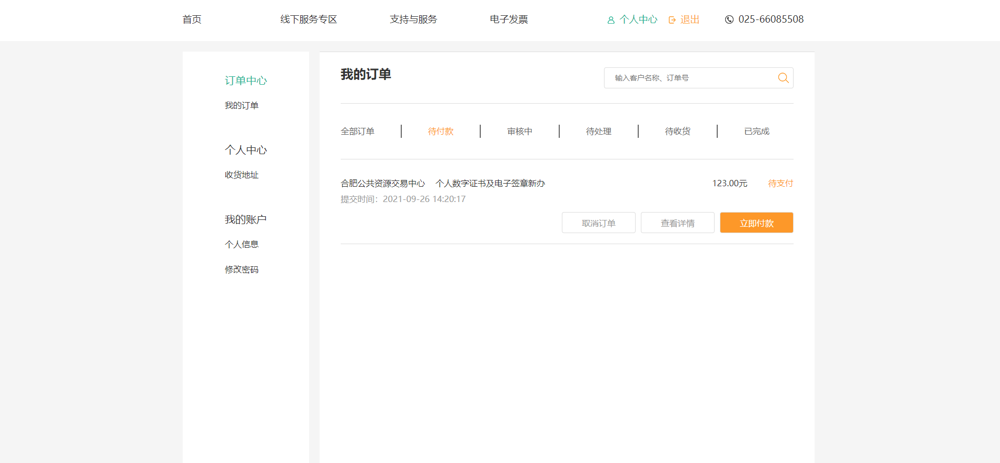 首页 线下服务专区 支持与服务 电子发票 个人中心 退出 025-66085508
订单中心
我的订单
个人中心
收货地址
我的账户
个人信息
修改密码
我的订单
输入客户名称、订单号
全部订单 待付款 审核中 待处理 待收货 已完成
合肥公共资源交易中心 个人数字证书及电子签章新办 123.00元 待支付
提交时间：2021-09-26 14:20:17
取消订单 查看详情 立即付款